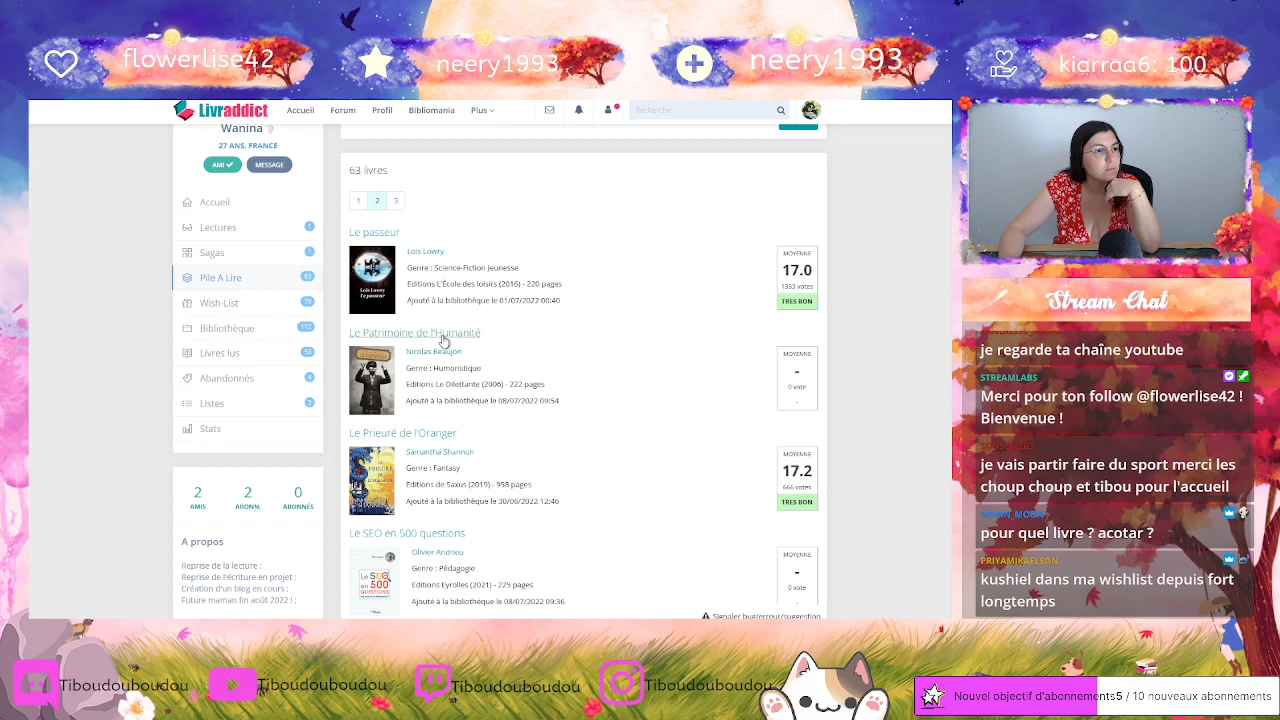 flowerlise42
neery1993
neery1993
kiarraa6: 100
Livraddict
Accueil
Forum
Profil
Bibliomania
Plus
Recherche
Wanina
27 ANS, FRANCE
AMI
MESSAGE
Accueil
Lectures
1
Sagas
1
Pile A Lire
63
Wish-List
79
Bibliothèque
112
Livres lus
50
Abandonnés
4
Listes
5
Stats
2
AMIS
2
ABONN.
0
ABONNÉS
A propos
Reprise de la lecture ;
Reprise de l'écriture en projet ;
Création d'un blog en cours ;
Future maman fin août 2022 ! ;
63 livres
1
2
3
Le passeur
Lois Lowry
Genre : Science-Fiction Jeunesse
Editions L'École des loisirs (2016) - 220 pages
Ajouté à la bibliothèque le 01/07/2022 00:40
MOYENNE
17.0
1353 votes
TRES BON
Le Patrimoine de l'Humanité
Nicolas Beaujon
Genre : Humoristique
Editions Le Dilettante (2006) - 222 pages
Ajouté à la bibliothèque le 08/07/2022 09:54
MOYENNE
-
0 vote
-
Le Prieuré de l'Oranger
Samantha Shannon
Genre : Fantasy
Editions de Saxus (2019) - 958 pages
Ajouté à la bibliothèque le 30/06/2022 12:46
MOYENNE
17.2
666 votes
TRES BON
Le SEO en 500 questions
Olivier Andrieu
Genre : Pédagogie
Editions Eyrolles (2021) - 225 pages
Ajouté à la bibliothèque le 08/07/2022 09:36
MOYENNE
-
0 vote
Signaler bug/erreur/suggestion
Stream Chat
je regarde ta chaîne youtube
STREAMLABS
Merci pour ton follow @flowerlise42 !
Bienvenue !
je vais partir faire du sport merci les
choup choup et tibou pour l'accueil
pour quel livre ? acotar ?
PRIYAMIKAELSON
kushiel dans ma wishlist depuis fort
longtemps
Tiboudouboudou
Tiboudouboudou
Tiboudouboudou
Tiboudouboudou
Nouvel objectif d'abonnements
5 / 10 nouveaux abonnements